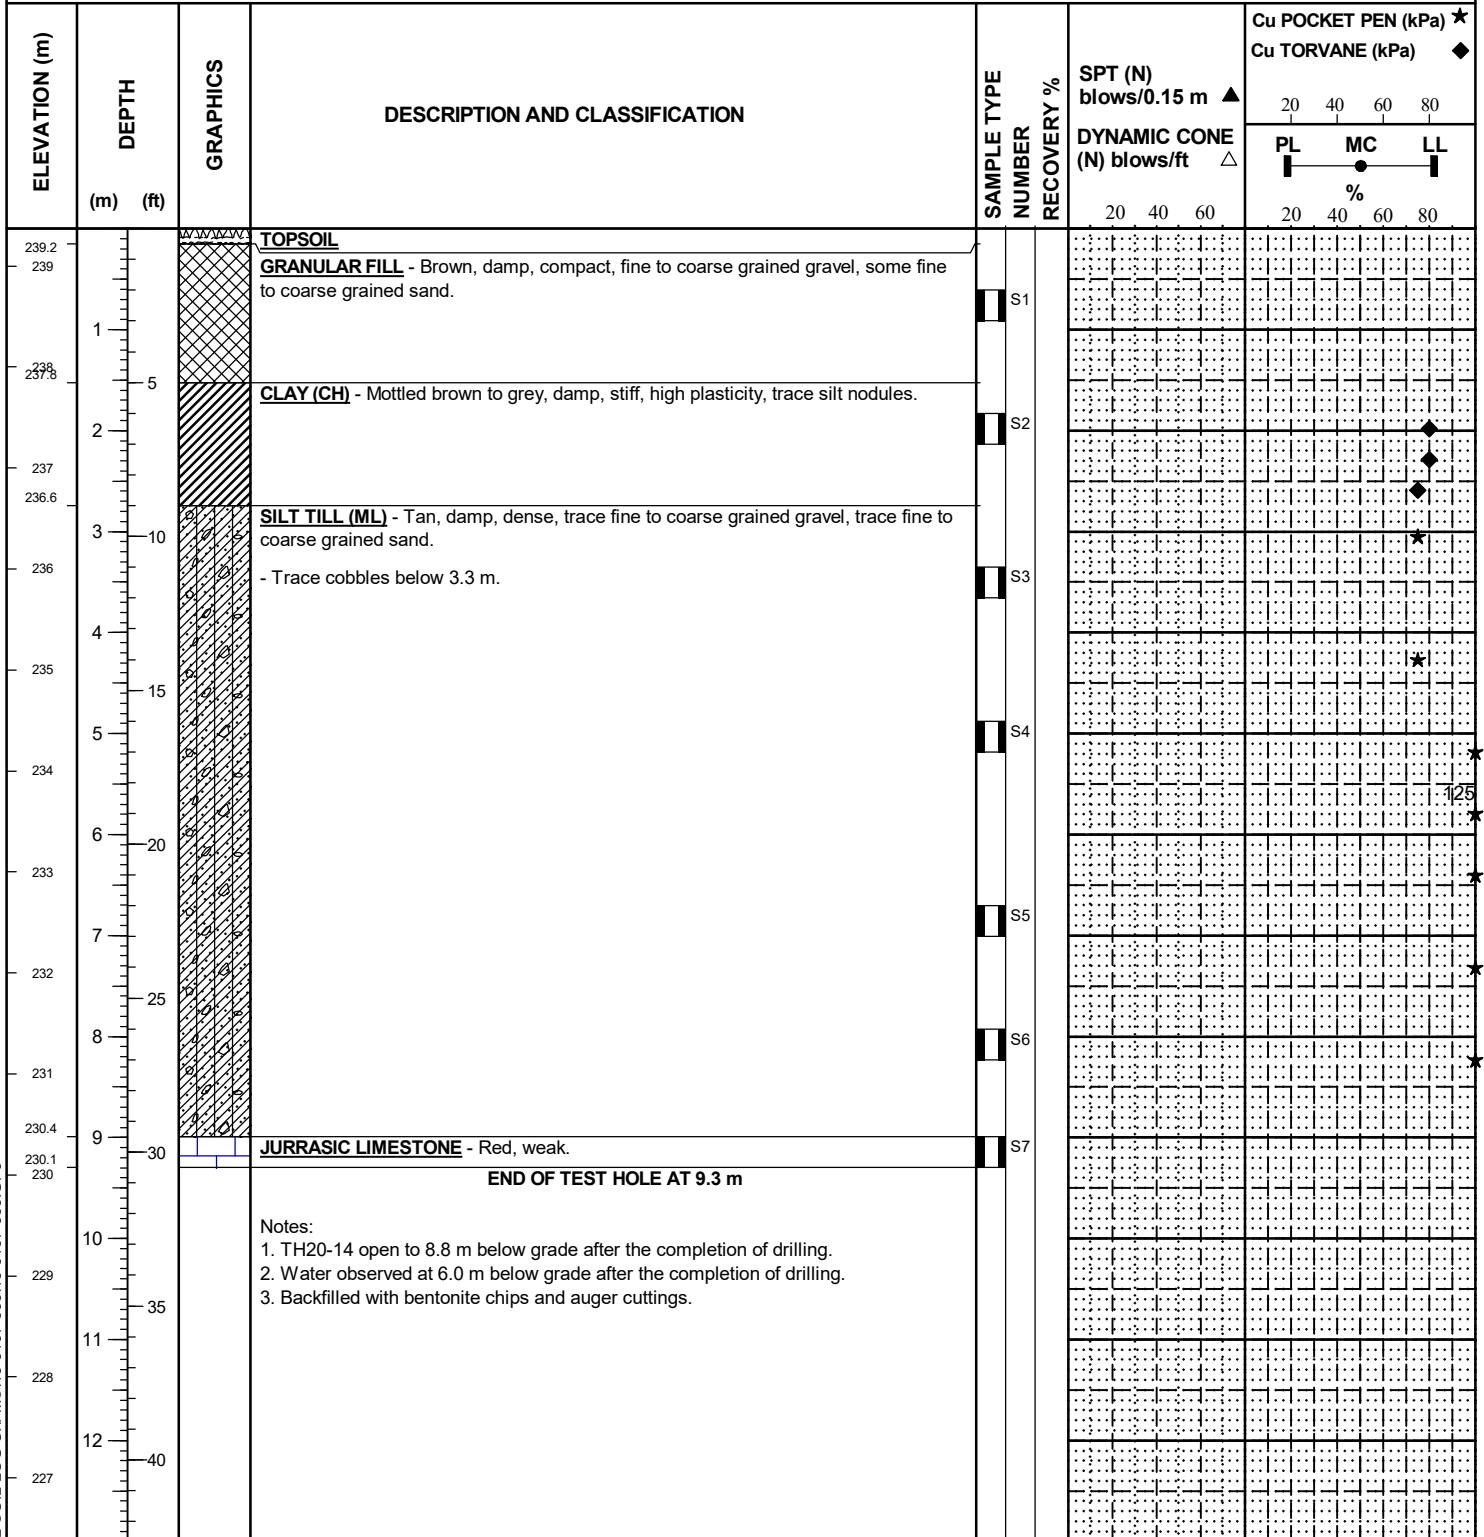 ELEVATION (m)
DEPTH
(m) (ft)
GRAPHICS
DESCRIPTION AND CLASSIFICATION
SAMPLE TYPE
NUMBER
RECOVERY %
SPT (N)
blows/0.15 m
DYNAMIC CONE
(N) blows/ft
20 40 60
Cu POCKET PEN (kPa)
Cu TORVANE (kPa)
20 40 60 80
PL MC LL
%
20 40 60 80
TOPSOIL
239.2
239
GRANULAR FILL - Brown, damp, compact, fine to coarse grained gravel, some fine
to coarse grained sand.
S1
1
238
237.8
5
CLAY (CH) - Mottled brown to grey, damp, stiff, high plasticity, trace silt nodules.
S2
2
237
236.6
SILT TILL (ML) - Tan, damp, dense, trace fine to coarse grained gravel, trace fine to
coarse grained sand.
3
10
- Trace cobbles below 3.3 m.
236
S3
4
235
15
S4
5
234
125
6
20
233
S5
7
232
25
8
S6
231
230.4
9
JURRASIC LIMESTONE - Red, weak.
S7
30
230.1
230
END OF TEST HOLE AT 9.3 m
Notes:
10
1. TH20-14 open to 8.8 m below grade after the completion of drilling.
2. Water observed at 6.0 m below grade after the completion of drilling.
229
3. Backfilled with bentonite chips and auger cuttings.
35
11
228
12
40
227